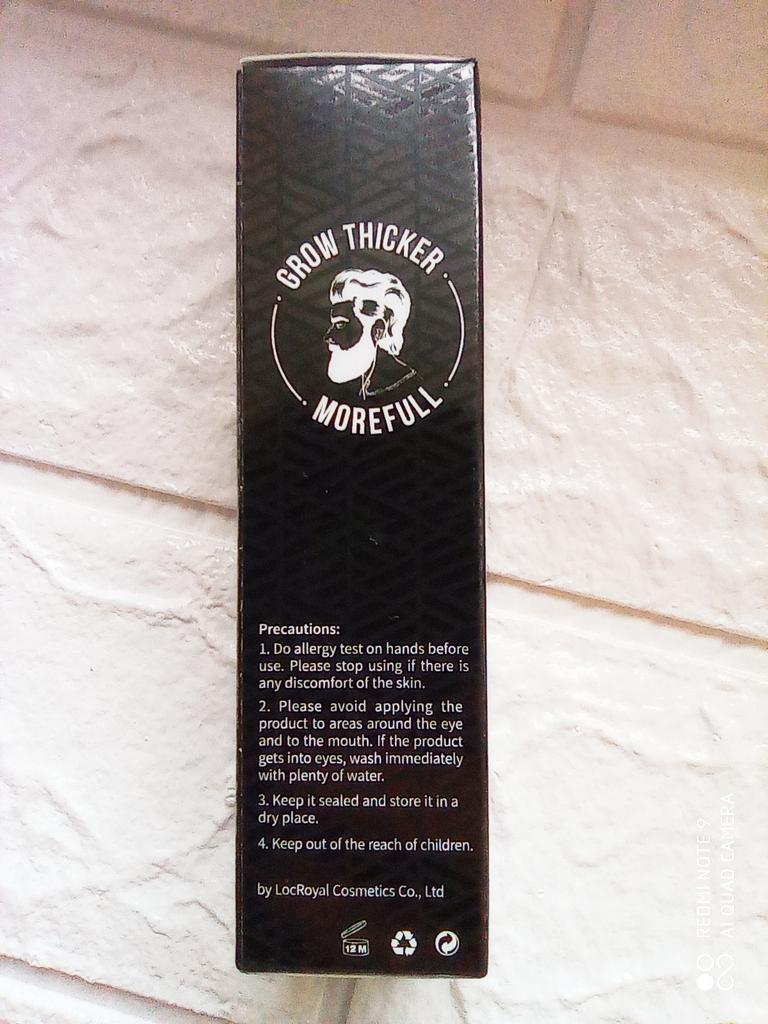 GROW THICKER
MOREFULL
Precautions:
1. Do allergy test on hands before
use. Please stop using if there is
any discomfort of the skin.
2. Please avoid applying the
product to areas around the eye
and to the mouth. If the product
gets into eyes, wash immediately
with plenty of water.
3. Keep it sealed and store it in a
dry place.
4. Keep out of the reach of children.
by LocRoyal Cosmetics Co., Ltd
12 M
REDMI NOTE 9
AI QUAD CAMERA